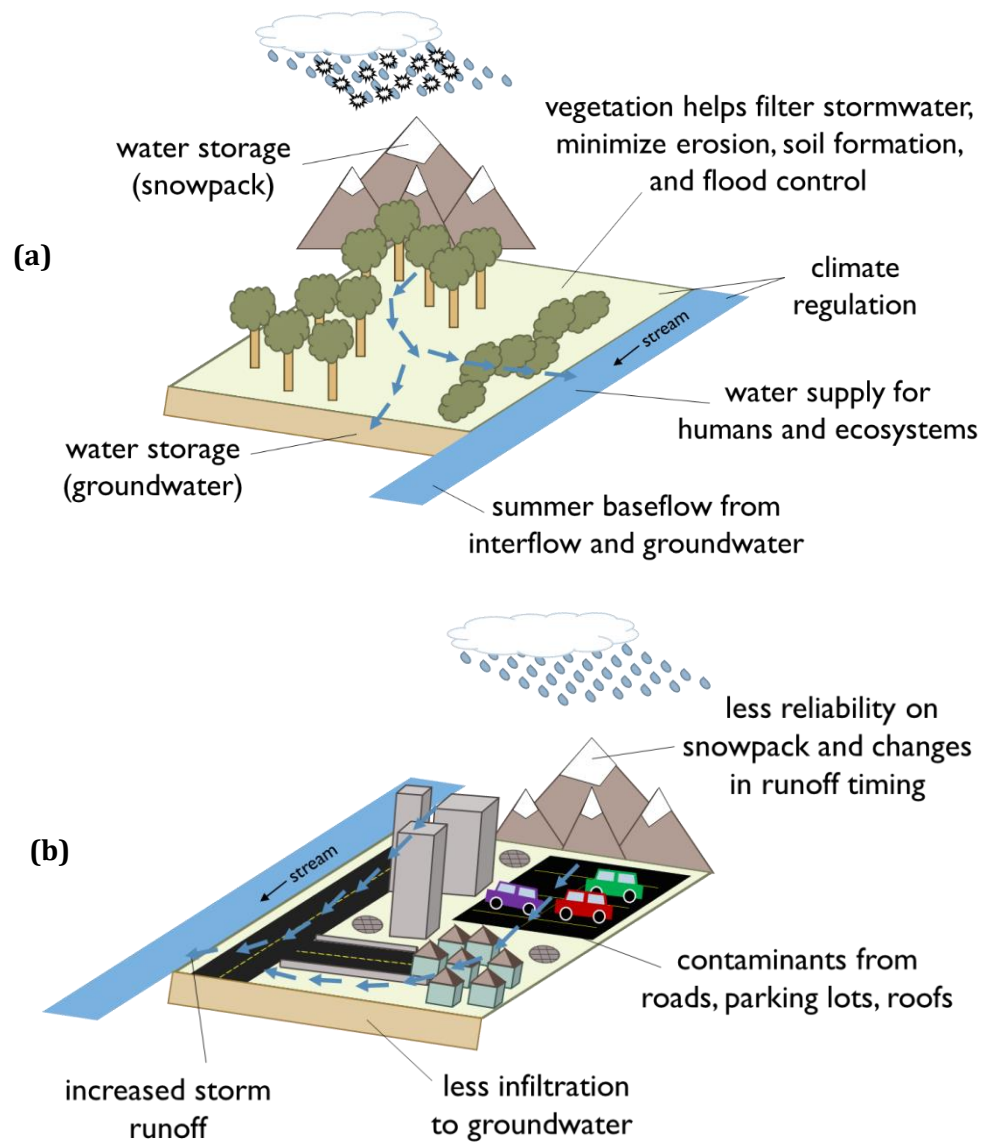 vegetation helps filter stormwater,
minimize erosion, soil formation,
and flood control
water storage
(snowpack)
(a)
climate
regulation
stream
water supply for
humans and ecosystems
water storage
(groundwater)
summer baseflow from
interflow and groundwater
less reliability on
snowpack and changes
in runoff timing
(b)
stream
contaminants from
roads, parking lots, roofs
increased storm
runoff
less infiltration
to groundwater